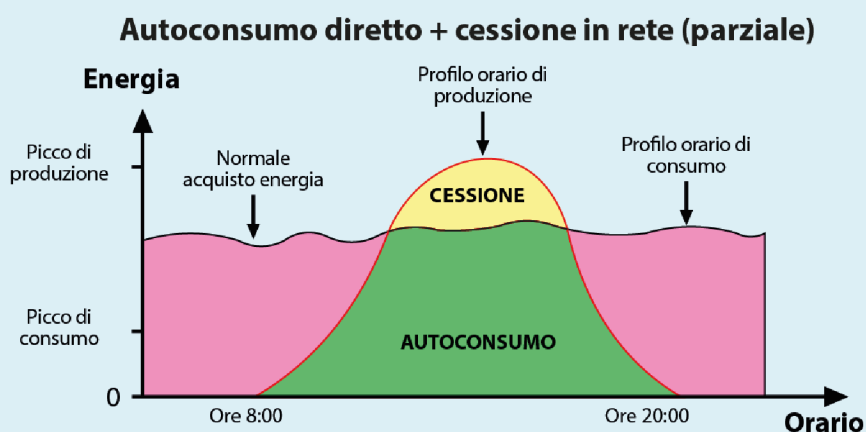 Autoconsumo diretto + cessione in rete (parziale)
Energia
Profilo orario di
produzione
Picco di
produzione
Normale
acquisto energia
Profilo orario di
consumo
CESSIONE
Picco di
consumo
AUTOCONSUMO
0
Ore 8:00
Ore 20:00
Orario